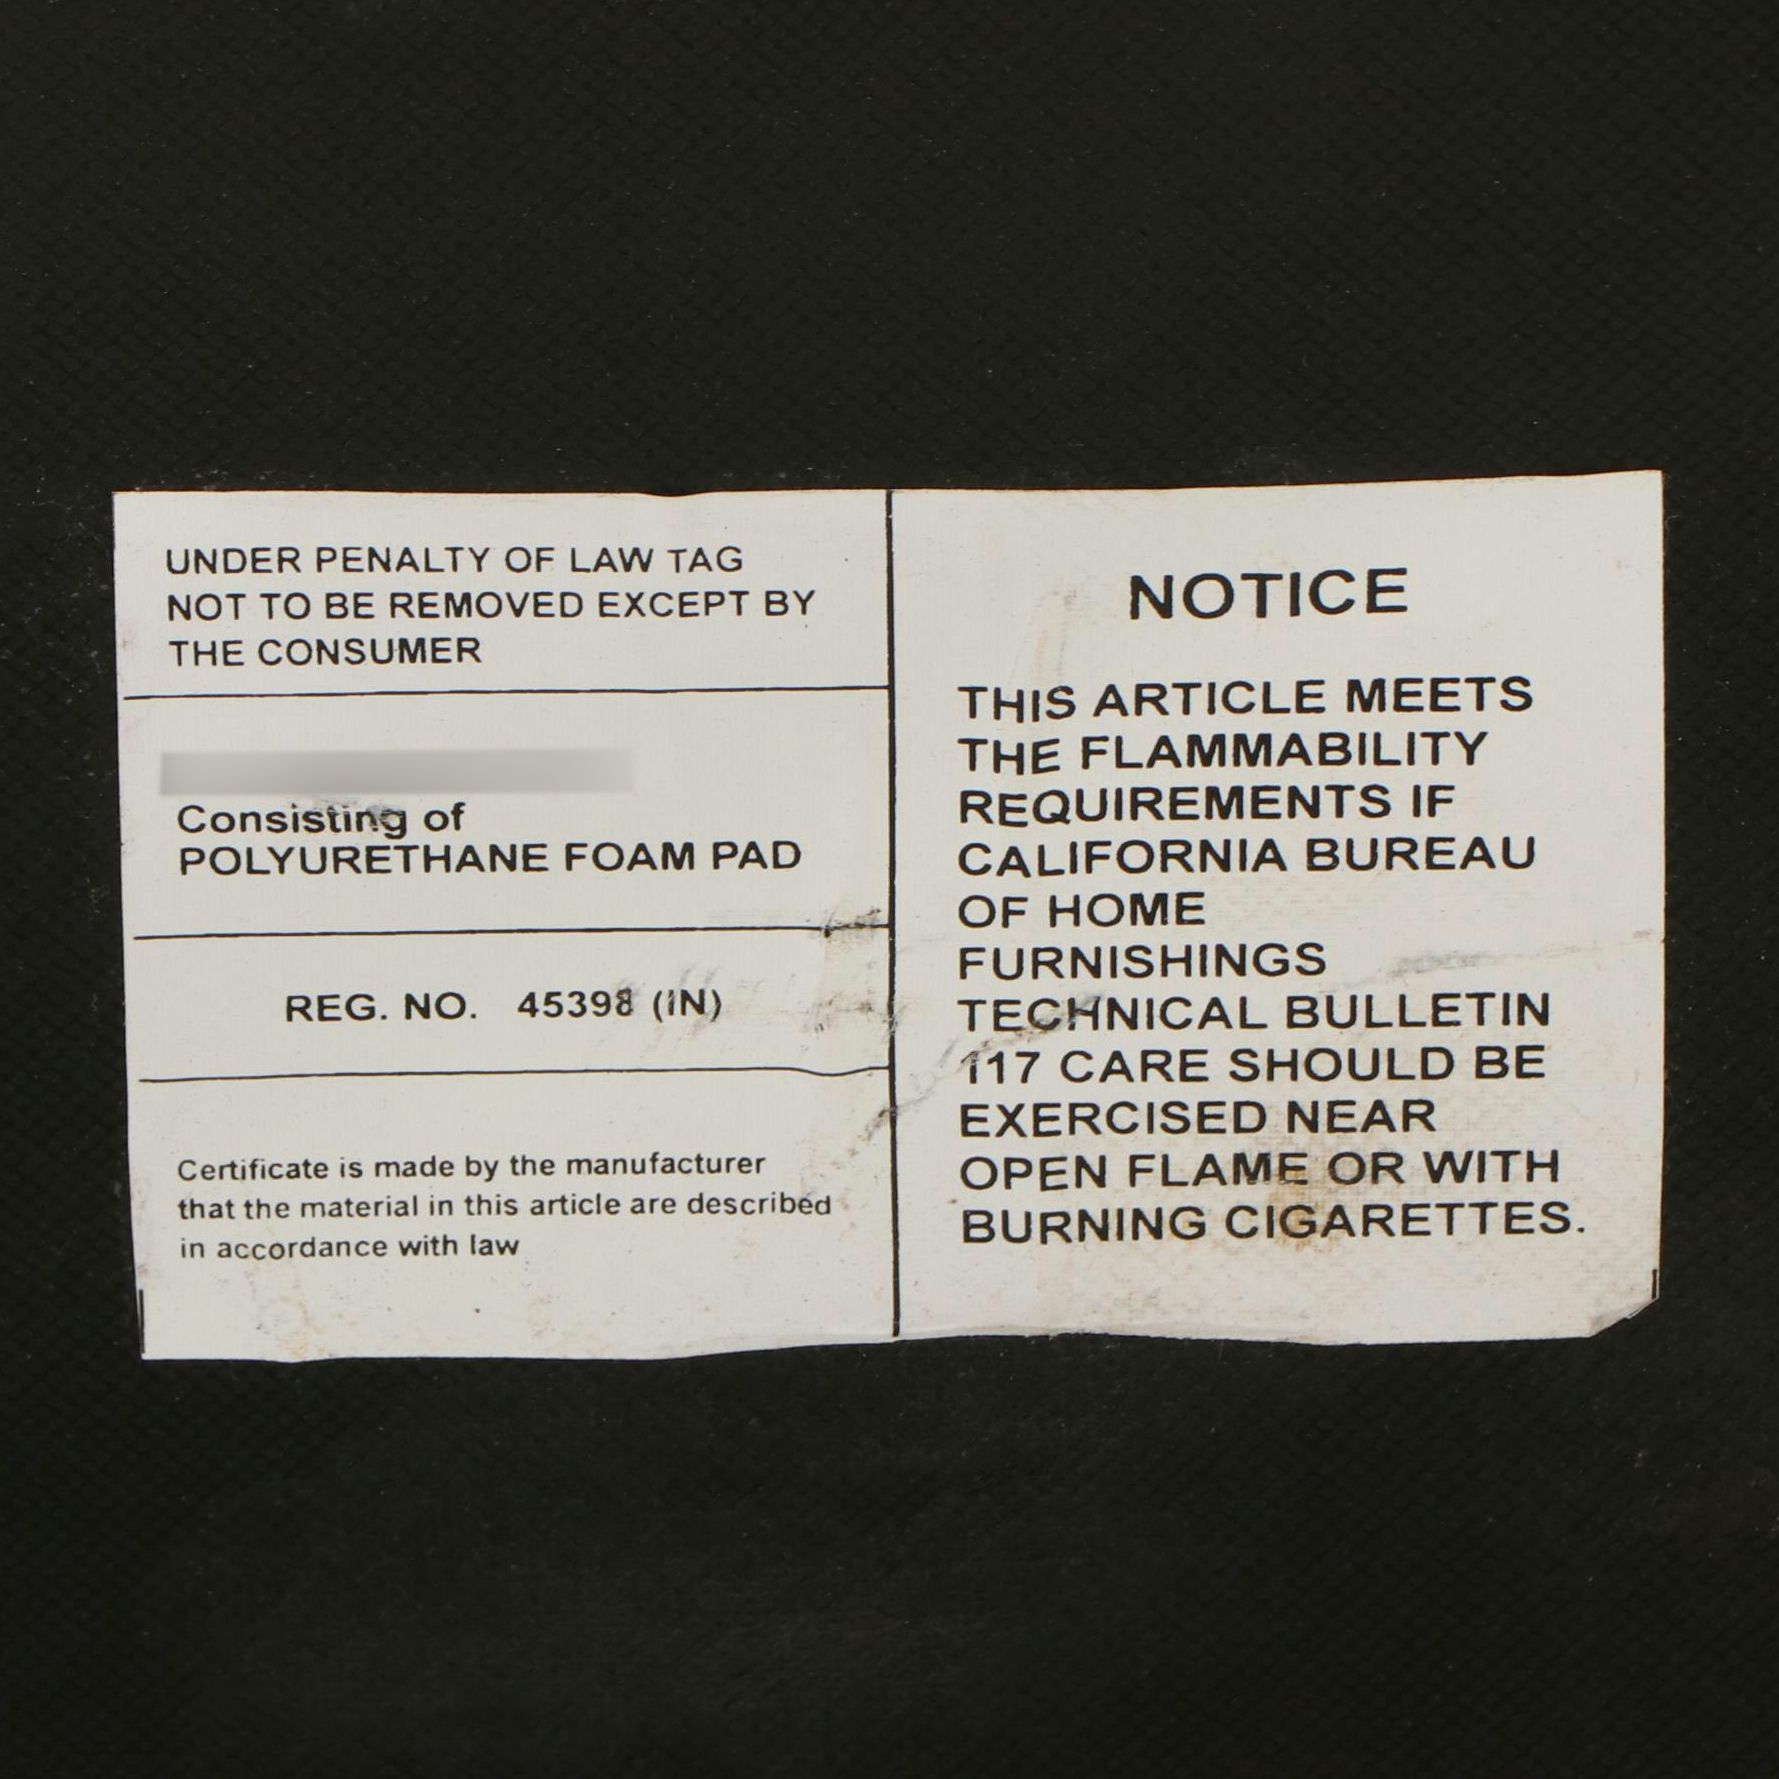 UNDER PENALTY OF LAW TAG
NOT TO BE REMOVED EXCEPT BY
THE CONSUMER
Consisting of
POLYURETHANE FOAM PAD
REG. NO. 45398 (IN)
Certificate is made by the manufacturer
that the material in this article are described
in accordance with law
NOTICE
THIS ARTICLE MEETS
THE FLAMMABILITY
REQUIREMENTS IF
CALIFORNIA BUREAU
OF HOME
FURNISHINGS
TECHNICAL BULLETIN
117 CARE SHOULD BE
EXERCISED NEAR
OPEN FLAME OR WITH
BURNING CIGARETTES.